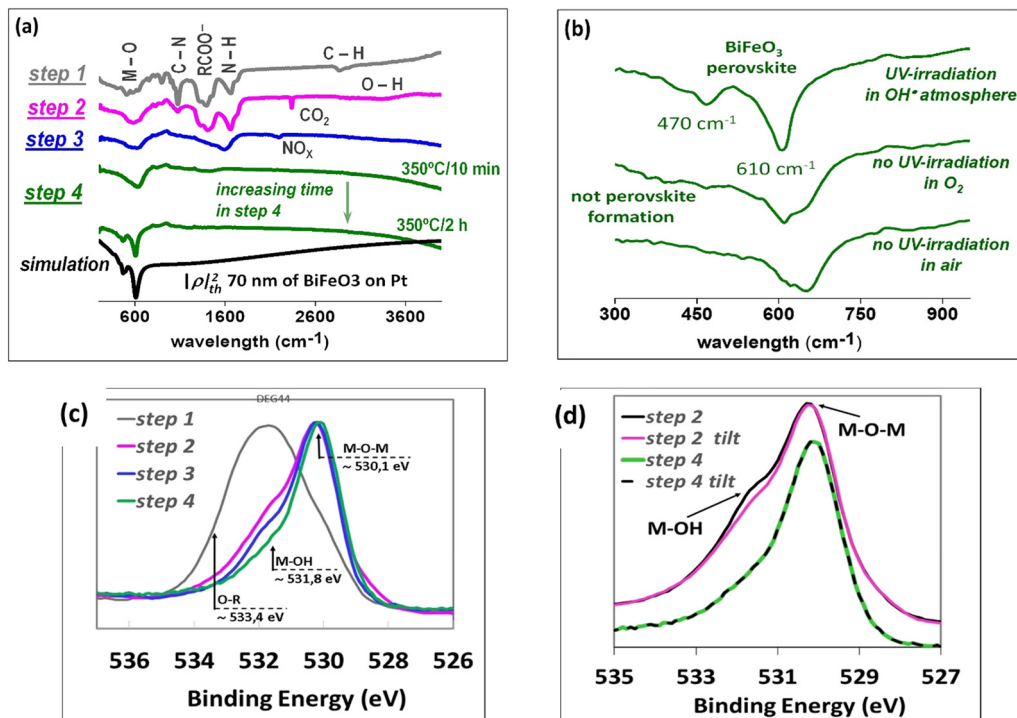 (a)
M – O
C – N
RCOO⁻
N – H
C – H
step 1
O – H
step 2
CO₂
step 3
NOₓ
350ºC/10 min
step 4
increasing time
in step 4
350ºC/2 h
simulation
|ρ|²ₜₕ 70 nm of BiFeO3 on Pt
600 1600 2600 3600
wavelength (cm⁻¹)
(b)
BiFeO₃
perovskite
UV-irradiation
in OH• atmosphere
470 cm⁻¹
610 cm⁻¹
no UV-irradiation
in O₂
not perovskite
formation
no UV-irradiation
in air
300 450 600 750 900
wavelength (cm⁻¹)
(c)
DEG44
step 1
step 2
step 3
step 4
M-O-M
~ 530,1 eV
M-OH
~ 531,8 eV
O-R
~ 533,4 eV
536 534 532 530 528 526
Binding Energy (eV)
(d)
step 2
step 2 tilt
step 4
step 4 tilt
M-O-M
M-OH
535 533 531 529 527
Binding Energy (eV)